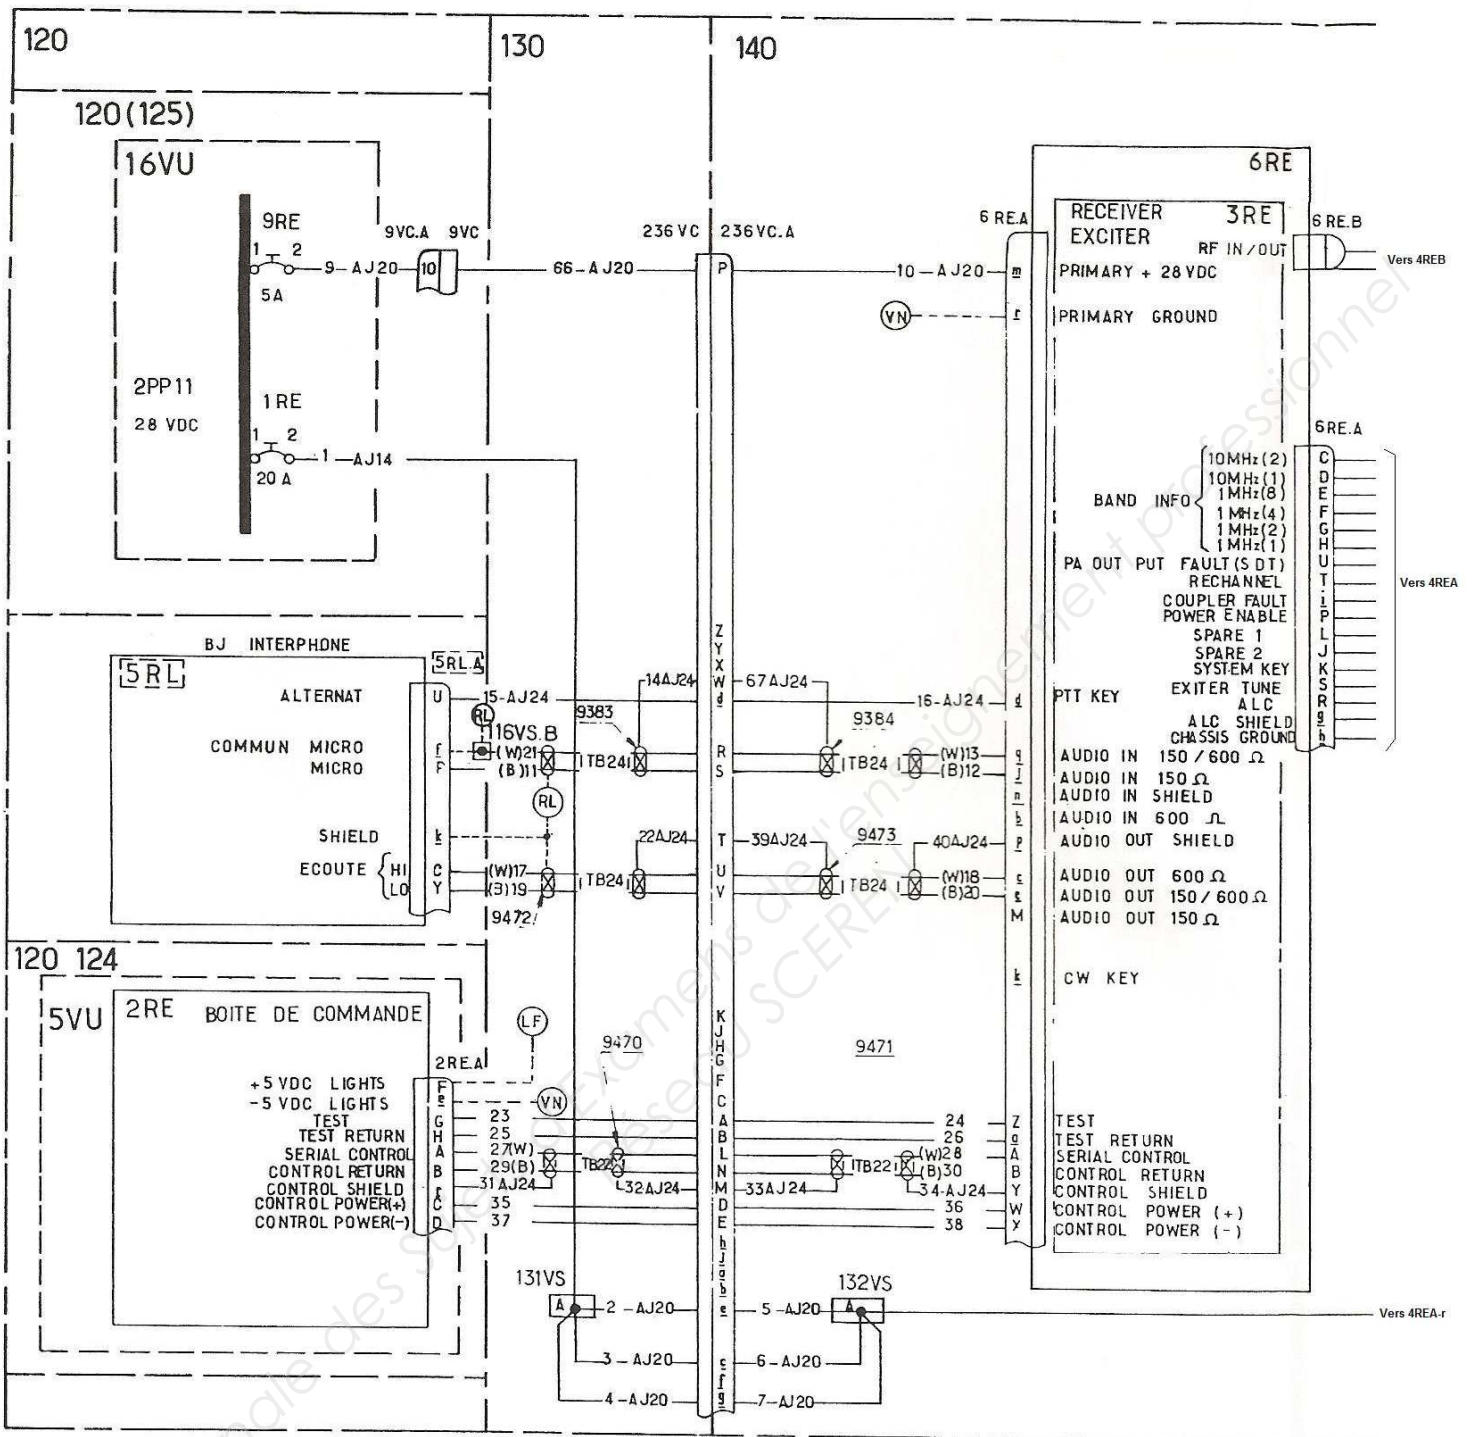 120
130
140
120(125)
16VU
9RE
1 2
5A
9VC.A 9VC
9-AJ20
10
66-AJ20
236VC 236VC.A
P
10-AJ20
VN
2PP11
28 VDC
1RE
1 2
20A
1-AJ14
6RE
6RE.A
m
r
RECEIVER
EXCITER
3RE
RF IN/OUT
6RE.B
Vers 4REB
PRIMARY + 28VDC
PRIMARY GROUND
6RE.A
BAND INFO
10MHz(2) C
10MHz(1) D
1MHz(8) E
1MHz(4) F
1MHz(2) G
1MHz(1) H
PA OUT PUT FAULT(SDT) U
RECHANNEL T
COUPLER FAULT i
POWER ENABLE P
SPARE 1 L
SPARE 2 J
SYSTEM KEY K
EXITER TUNE S
ALC R
ALC SHIELD g
CHASSIS GROUND h
Vers 4REA
BJ INTERPHONE
5RL
5RL.A
ALTERNAT U 15-AJ24
RL
116VS.B
COMMUN MICRO f (W)21
MICRO F (B)11
TB24
9383
14AJ24
Z
Y
X
W
d
R
S
67AJ24
16-AJ24 d PTT KEY
9384
TB24
(W)13 q AUDIO IN 150/600 Ω
(B)12 j AUDIO IN 150 Ω
n AUDIO IN SHIELD
b AUDIO IN 600 Ω
RL
SHIELD k
22AJ24 T 39AJ24
9473
40AJ24 p AUDIO OUT SHIELD
ECOUTE HI C (W)17
LO Y (B)19
TB24
9472
U
V
TB24
(W)18 c AUDIO OUT 600 Ω
(B)20 e AUDIO OUT 150/600 Ω
M AUDIO OUT 150 Ω
k CW KEY
120 124
5VU
2RE BOITE DE COMMANDE
2RE.A
LF
VN
9470
9471
K
J
H
G
F
C
+5 VDC LIGHTS F
-5 VDC LIGHTS e
TEST G 23 A 24 Z TEST
TEST RETURN H 25 B 26 a TEST RETURN
SERIAL CONTROL A 27(W) L (W)28 A SERIAL CONTROL
CONTROL RETURN B 29(B) TB22 N TB22 (B)30 B CONTROL RETURN
CONTROL SHIELD r 31AJ24 32AJ24 M 33AJ24 34-AJ24 Y CONTROL SHIELD
CONTROL POWER(+) C 35 D 36 W CONTROL POWER (+)
CONTROL POWER(-) D 37 E 38 X CONTROL POWER (-)
h
j
a
b
131VS
132VS
A 2-AJ20 e 5-AJ20 A
Vers 4REA-r
3-AJ20 c 6-AJ20
f
4-AJ20 g 7-AJ20
nale des Sujets d'Examens de l'enseignement professionnel
Réseau SCEREN